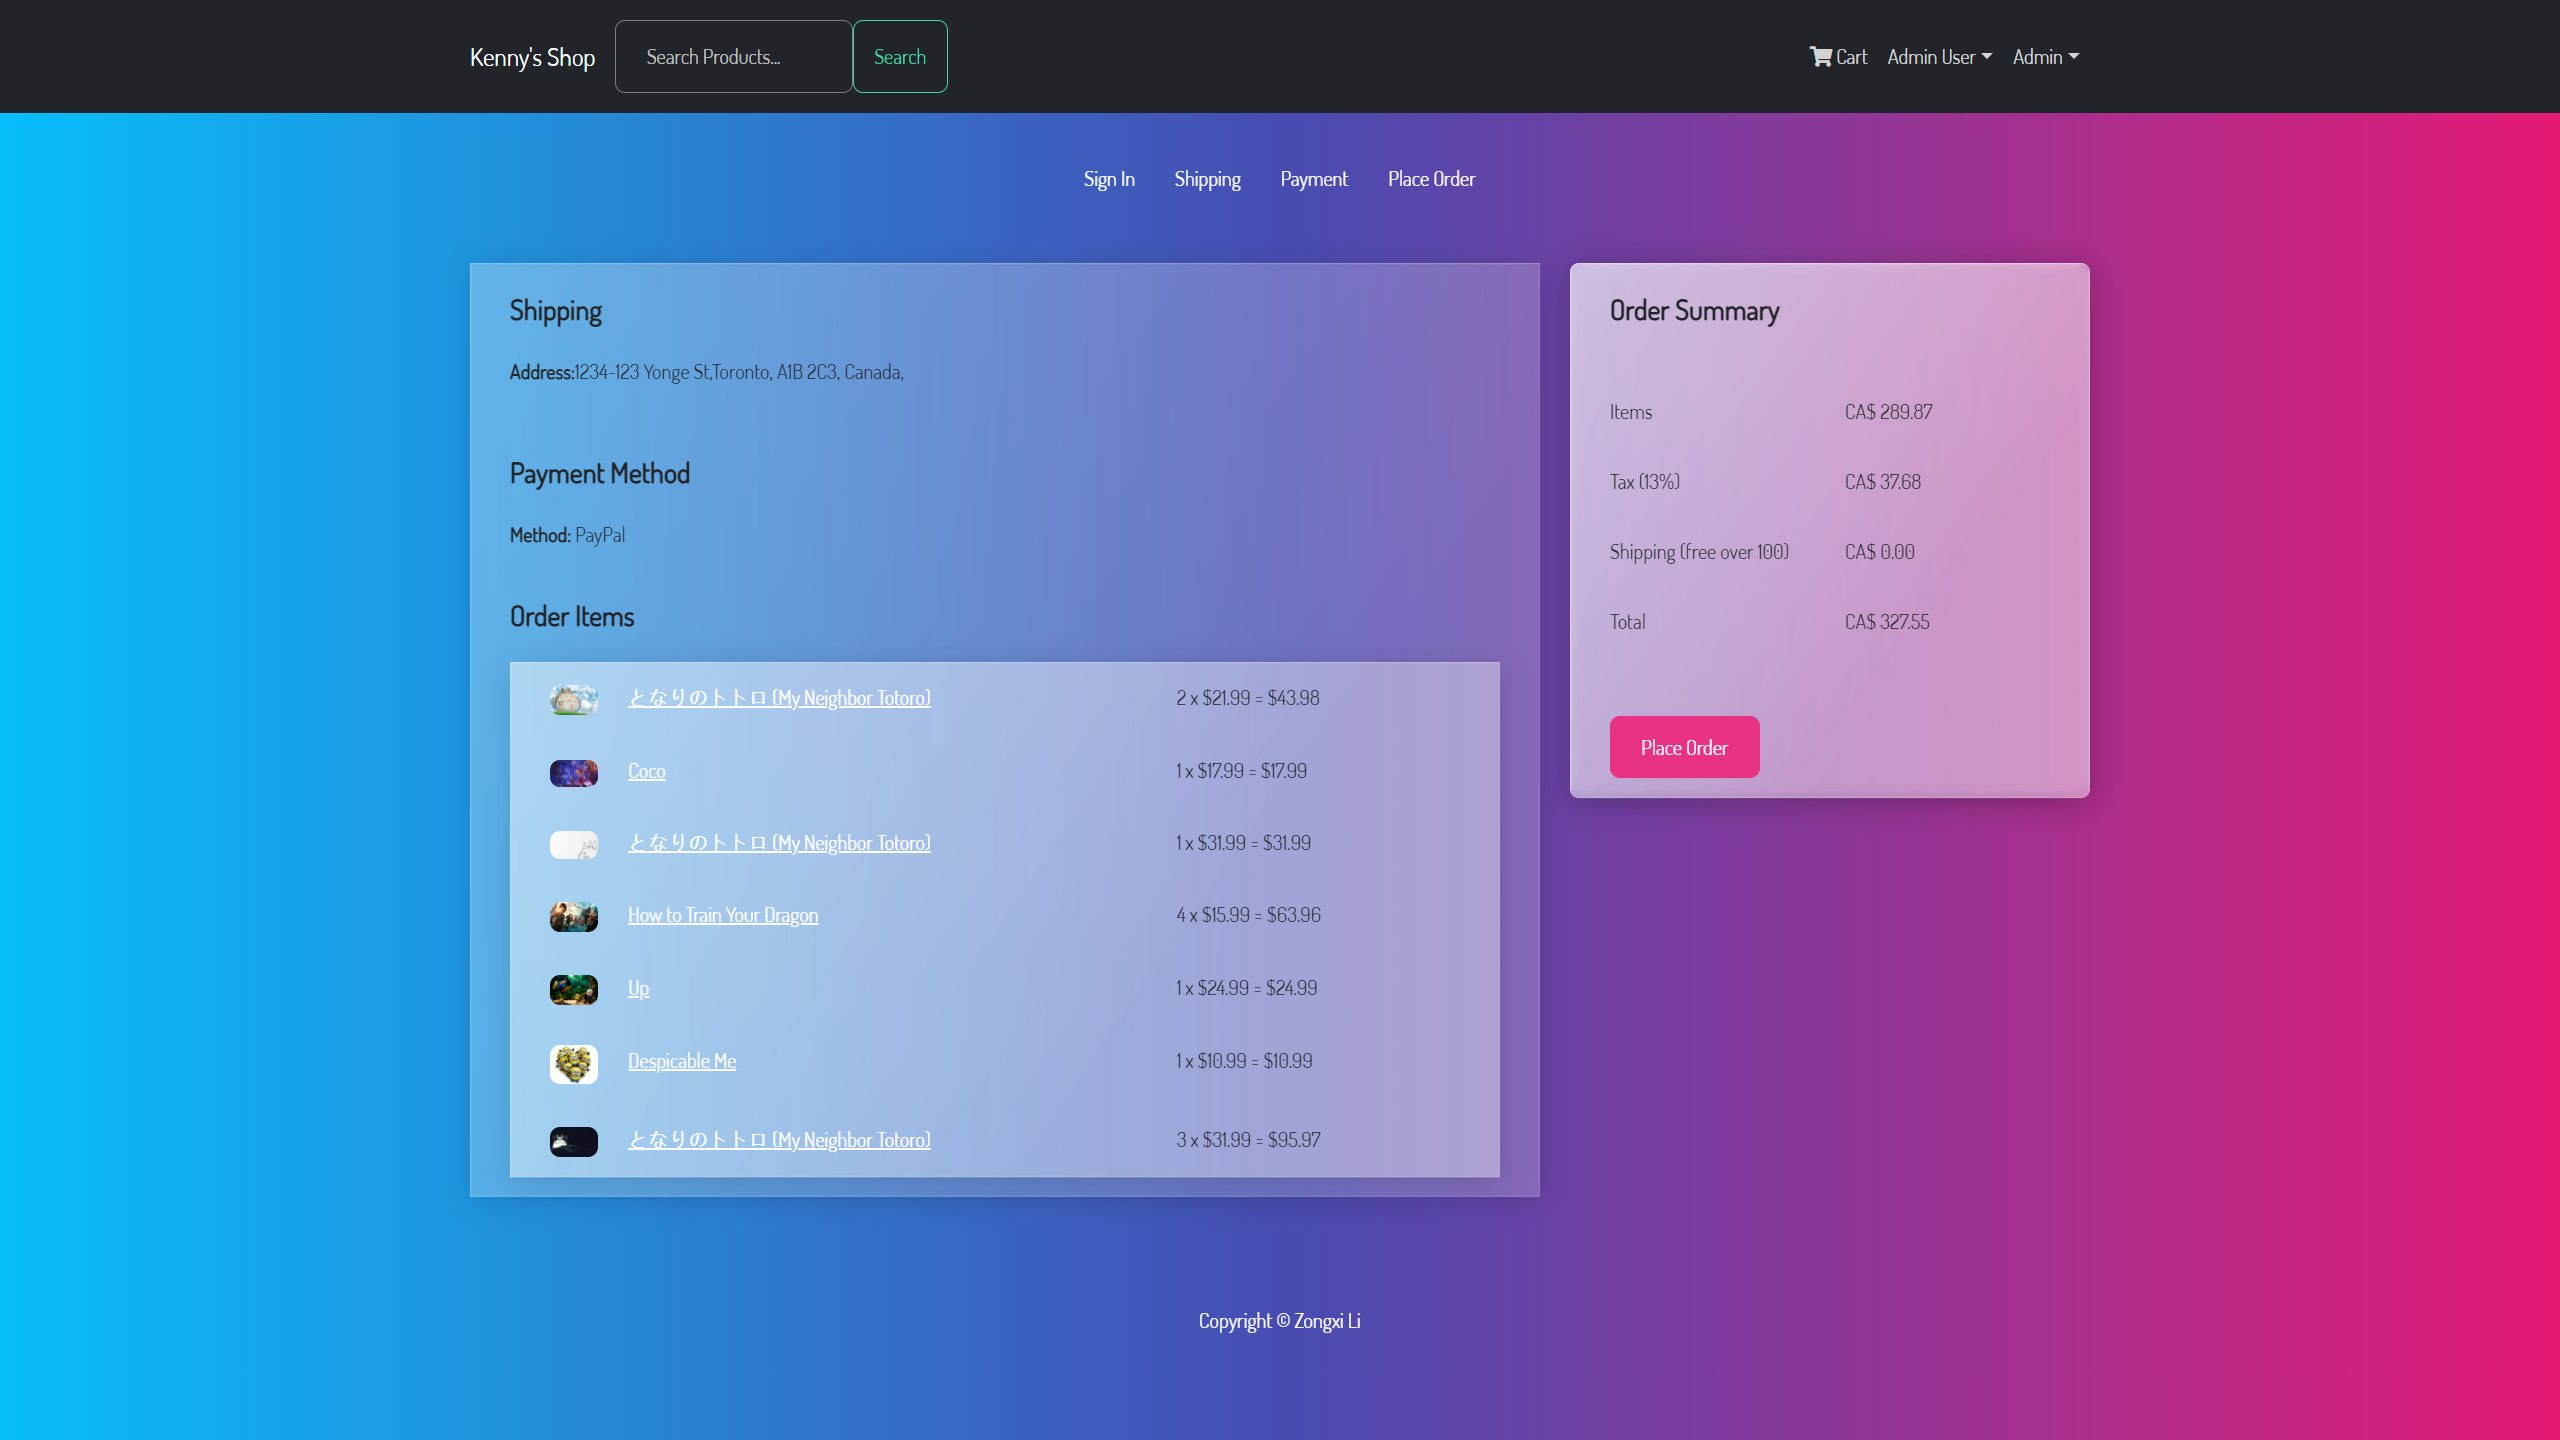 Kenny's Shop
Search Products...
Search
Cart
Admin User
Admin
Sign In
Shipping
Payment
Place Order
Shipping
Address:1234-123 Yonge St,Toronto, A1B 2C3, Canada,
Payment Method
Method: PayPal
Order Items
となりのトトロ (My Neighbor Totoro) 2 x $21.99 = $43.98
Coco 1 x $17.99 = $17.99
となりのトトロ (My Neighbor Totoro) 1 x $31.99 = $31.99
How to Train Your Dragon 4 x $15.99 = $63.96
Up 1 x $24.99 = $24.99
Despicable Me 1 x $10.99 = $10.99
となりのトトロ (My Neighbor Totoro) 3 x $31.99 = $95.97
Order Summary
Items CA$ 289.87
Tax (13%) CA$ 37.68
Shipping (free over 100) CA$ 0.00
Total CA$ 327.55
Place Order
Copyright © Zongxi Li